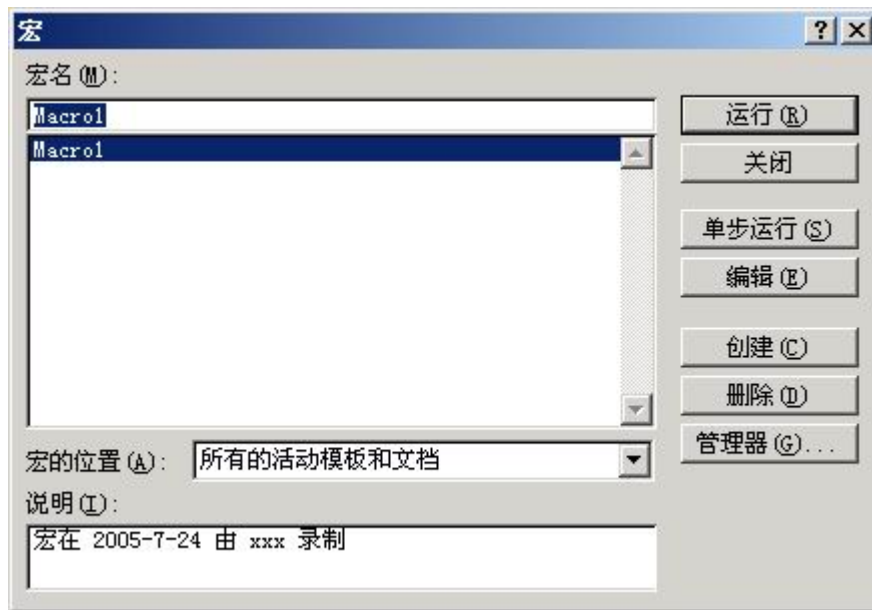 宏
宏名(M):
Macro1
Macro1
运行(R)
关闭
单步运行(S)
编辑(E)
创建(C)
删除(D)
管理器(G)...
宏的位置(A): 所有的活动模板和文档
说明(I):
宏在 2005-7-24 由 xxx 录制